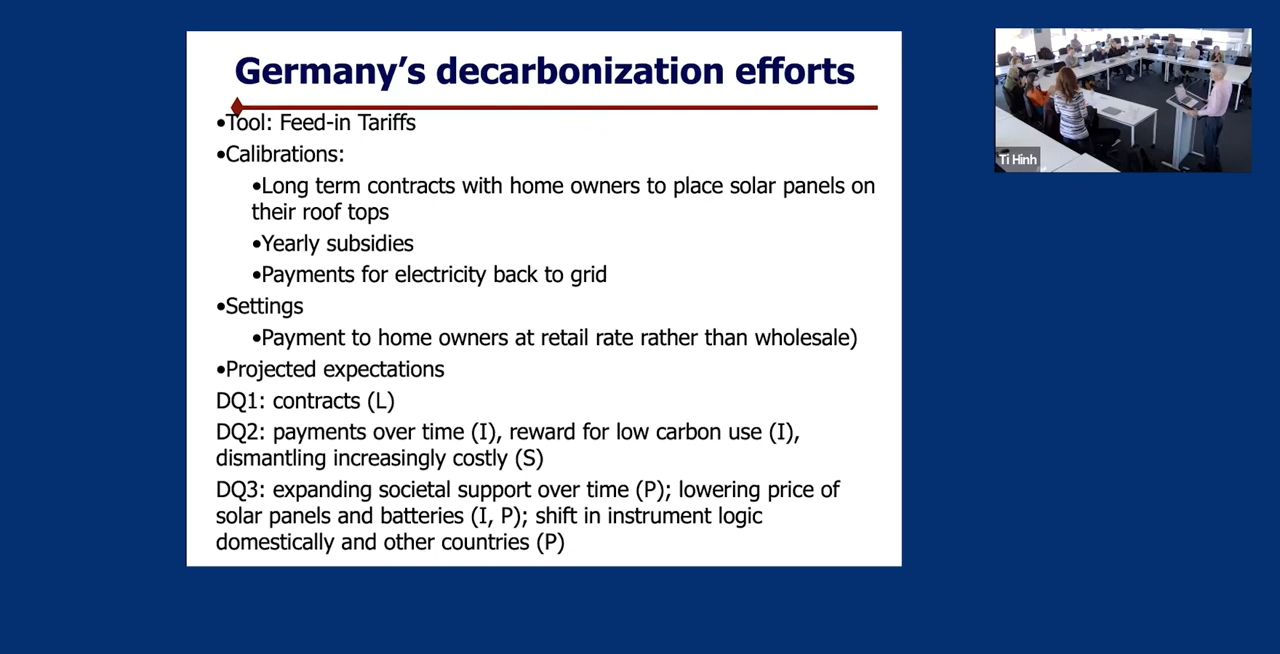 Germany’s decarbonization efforts
•Tool: Feed-in Tariffs
•Calibrations:
•Long term contracts with home owners to place solar panels on
their roof tops
•Yearly subsidies
•Payments for electricity back to grid
•Settings
•Payment to home owners at retail rate rather than wholesale)
•Projected expectations
DQ1: contracts (L)
DQ2: payments over time (I), reward for low carbon use (I),
dismantling increasingly costly (S)
DQ3: expanding societal support over time (P); lowering price of
solar panels and batteries (I, P); shift in instrument logic
domestically and other countries (P)
Ti Hinh